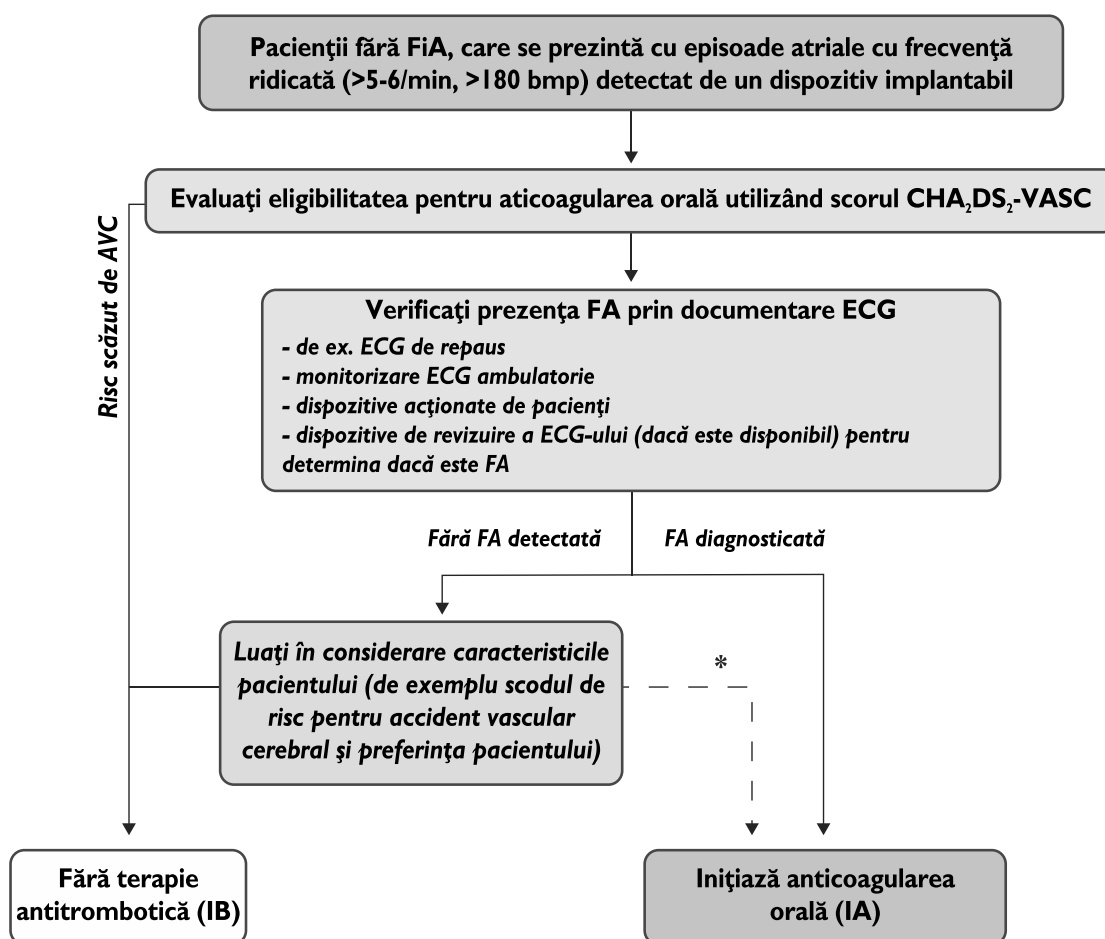 Pacienţii fără FiA, care se prezintă cu episoade atriale cu frecvenţă
ridicată (>5-6/min, >180 bmp) detectat de un dispozitiv implantabil
Evaluaţi eligibilitatea pentru aticoagularea orală utilizând scorul CHA₂DS₂-VASC
Risc scăzut de AVC
Verificaţi prezenţa FA prin documentare ECG
- de ex. ECG de repaus
- monitorizare ECG ambulatorie
- dispozitive acţionate de pacienţi
- dispozitive de revizuire a ECG-ului (dacă este disponibil) pentru
determina dacă este FA
Fără FA detectată
FA diagnosticată
Luaţi în considerare caracteristicile
pacientului (de exemplu scodul de
risc pentru accident vascular
cerebral şi preferinţa pacientului)
*
Fără terapie
antitrombotică (IB)
Iniţiază anticoagularea
orală (IA)